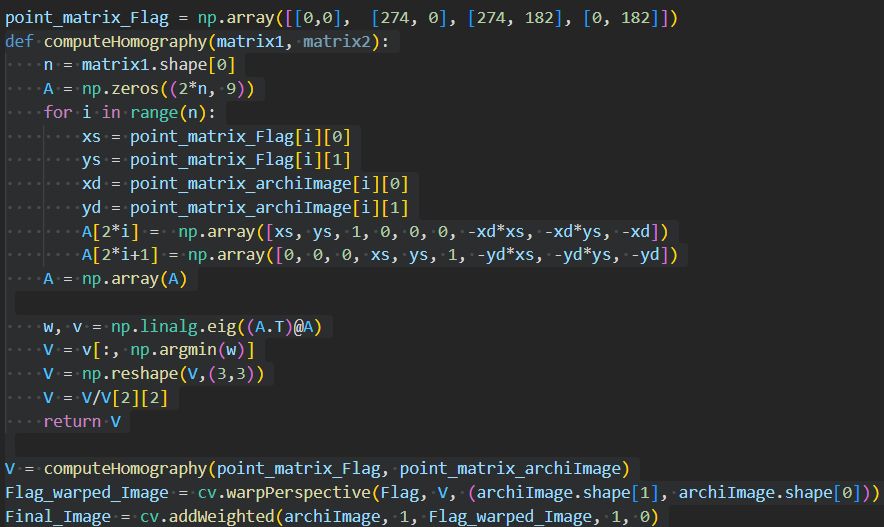 point_matrix_Flag = np.array([[0,0],  [274, 0], [274, 182], [0, 182]])
def computeHomography(matrix1, matrix2):
    n = matrix1.shape[0]
    A = np.zeros((2*n, 9))
    for i in range(n):
        xs = point_matrix_Flag[i][0]
        ys = point_matrix_Flag[i][1]
        xd = point_matrix_archiImage[i][0]
        yd = point_matrix_archiImage[i][1]
        A[2*i] =  np.array([xs, ys, 1, 0, 0, 0, -xd*xs, -xd*ys, -xd])
        A[2*i+1] = np.array([0, 0, 0, xs, ys, 1, -yd*xs, -yd*ys, -yd])
    A = np.array(A)
    w, v = np.linalg.eig((A.T)@A)
    V = v[:, np.argmin(w)]
    V = np.reshape(V,(3,3))
    V = V/V[2][2]
    return V
V = computeHomography(point_matrix_Flag, point_matrix_archiImage)
Flag_warped_Image = cv.warpPerspective(Flag, V, (archiImage.shape[1], archiImage.shape[0]))
Final_Image = cv.addWeighted(archiImage, 1, Flag_warped_Image, 1, 0)